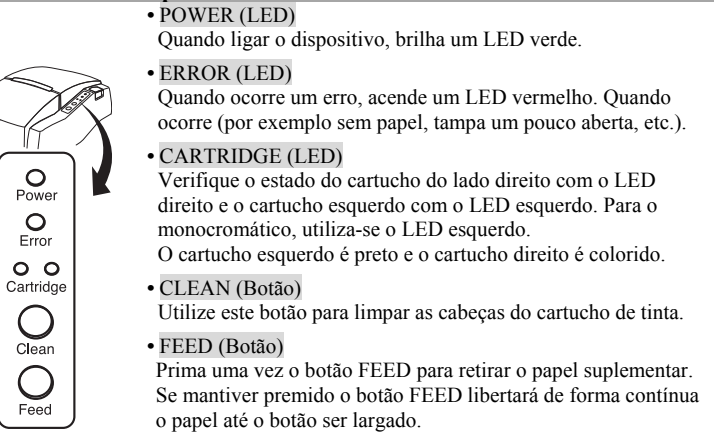 • POWER (LED)
Quando ligar o dispositivo, brilha um LED verde.
• ERROR (LED)
Quando ocorre um erro, acende um LED vermelho. Quando
ocorre (por exemplo sem papel, tampa um pouco aberta, etc.).
• CARTRIDGE (LED)
Verifique o estado do cartucho do lado direito com o LED
direito e o cartucho esquerdo com o LED esquerdo. Para o
monocromático, utiliza-se o LED esquerdo.
O cartucho esquerdo é preto e o cartucho direito é colorido.
• CLEAN (Botão)
Utilize este botão para limpar as cabeças do cartucho de tinta.
• FEED (Botão)
Prima uma vez o botão FEED para retirar o papel suplementar.
Se mantiver premido o botão FEED libertará de forma contínua
o papel até o botão ser largado.
Power
Error
Cartridge
Clean
Feed